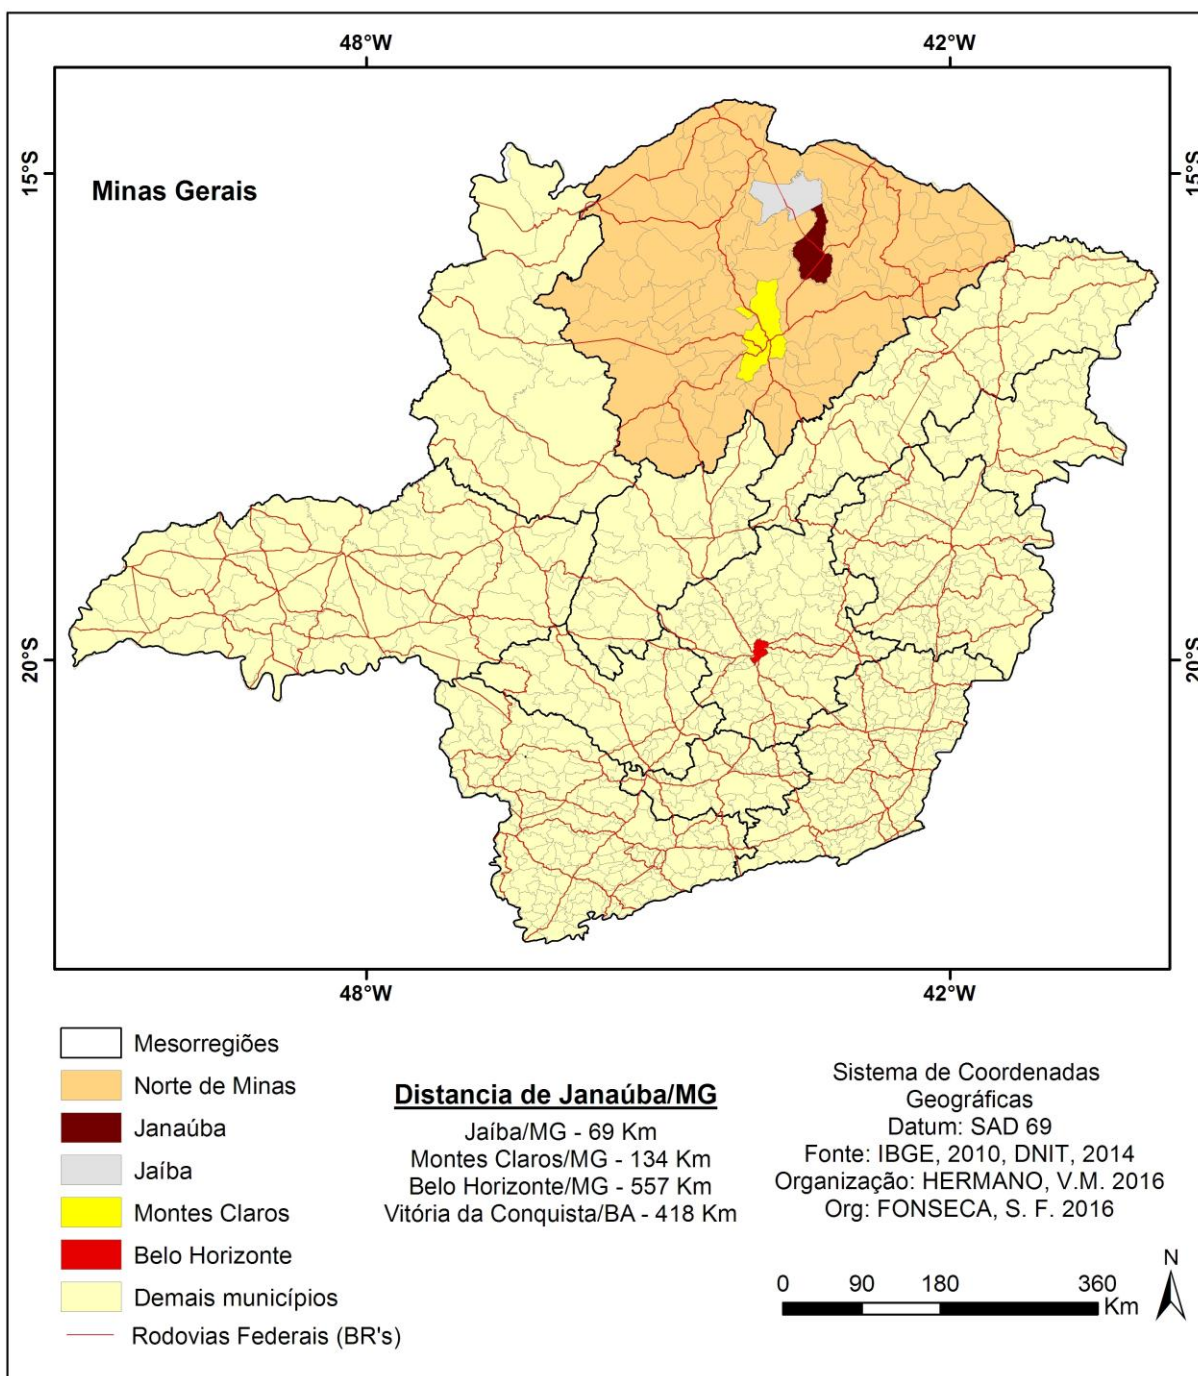 48°W
42°W
15°S
15°S
Minas Gerais
20°S
20°S
48°W
42°W
Mesorregiões
Norte de Minas
Janaúba
Jaíba
Montes Claros
Belo Horizonte
Demais municípios
Rodovias Federais (BR's)
Distancia de Janaúba/MG
Jaíba/MG - 69 Km
Montes Claros/MG - 134 Km
Belo Horizonte/MG - 557 Km
Vitória da Conquista/BA - 418 Km
Sistema de Coordenadas
Geográficas
Datum: SAD 69
Fonte: IBGE, 2010, DNIT, 2014
Organização: HERMANO, V.M. 2016
Org: FONSECA, S. F. 2016
N
0 90 180 360
Km